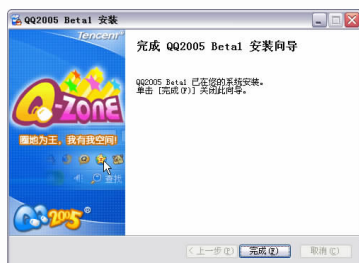 QQ2005 Beta1 安装
Tencent
完成 QQ2005 Beta1 安装向导
QQ2005 Beta1 已在您的系统安装。
单击 [完成(F)] 关闭此向导。
Q-ZONE
圈地为王，我有我空间!
查找
QQ 2005
< 上一步(P)
完成(F)
取消(C)